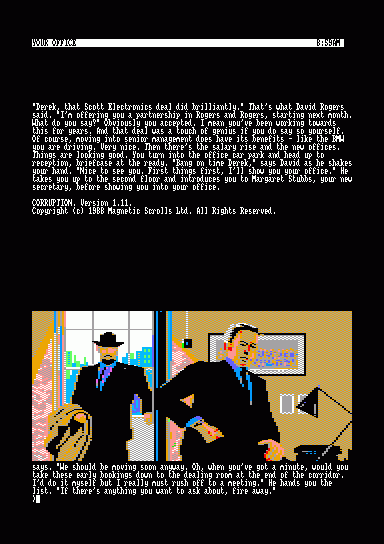 YOUR OFFICE 8:59AM
"Derek, that Scott Electronics deal did brilliantly." That's what David Rogers
said. "I'm offering you a partnership in Rogers and Rogers, starting next month.
What do you say?" Obviously you accepted. I mean you've been working towards
this for years. And that deal was a touch of genius if you do say so yourself.
Of course, moving into senior management does have its benefits - like the BMW
you are driving. Very nice. Then there's the salary rise and the new offices.
Things are looking good. You turn into the office car park and head up to
reception, briefcase at the ready. "Bang on time Derek," says David as he shakes
your hand. "Nice to see you. First things first, I'll show you your office." He
takes you up to the second floor and introduces you to Margaret Stubbs, your new
secretary, before showing you into your office.
CORRUPTION. Version 1.11.
Copyright (c) 1988 Magnetic Scrolls Ltd. All Rights Reserved.
says. "We should be moving soon anyway. Oh, when you've got a minute, would you
take these early bookings down to the dealing room at the end of the corridor.
I'd do it myself but I really must rush off to a meeting." He hands you the
list. "If there's anything you want to ask about, fire away."
>